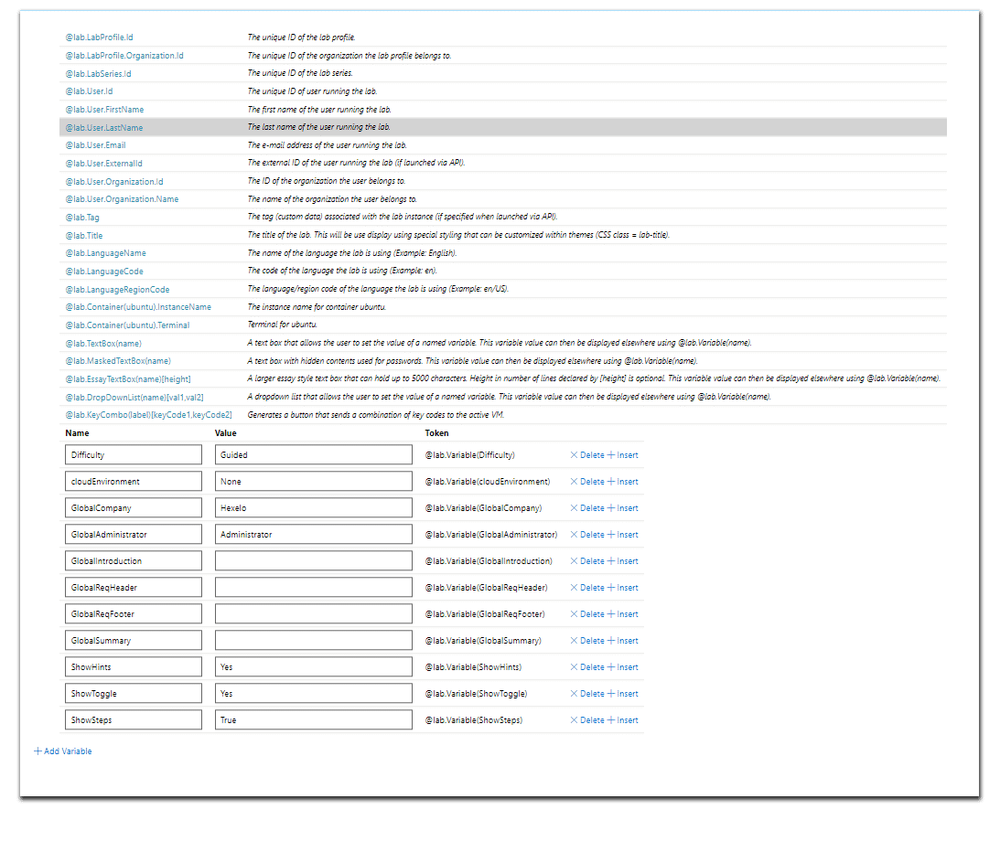 @lab.LabProfile.Id The unique ID of the lab profile.
@lab.LabProfile.Organization.Id The unique ID of the organization the lab profile belongs to.
@lab.LabSeries.Id The unique ID of the lab series.
@lab.User.Id The unique ID of user running the lab.
@lab.User.FirstName The first name of the user running the lab.
@lab.User.LastName The last name of the user running the lab.
@lab.User.Email The e-mail address of the user running the lab.
@lab.User.ExternalId The external ID of the user running the lab (if launched via API).
@lab.User.Organization.Id The ID of the organization the user belongs to.
@lab.User.Organization.Name The name of the organization the user belongs to.
@lab.Tag The tag (custom data) associated with the lab instance (if specified when launched via API).
@lab.Title The title of the lab. This will be use display using special styling that can be customized within themes (CSS class = lab-title).
@lab.LanguageName The name of the language the lab is using (Example: English).
@lab.LanguageCode The code of the language the lab is using (Example: en).
@lab.LanguageRegionCode The language/region code of the language the lab is using (Example: en/US).
@lab.Container(ubuntu).InstanceName The instance name for container ubuntu.
@lab.Container(ubuntu).Terminal Terminal for ubuntu.
@lab.TextBox(name) A text box that allows the user to set the value of a named variable. This variable value can then be displayed elsewhere using @lab.Variable(name).
@lab.MaskedTextBox(name) A text box with hidden contents used for passwords. This variable value can then be displayed elsewhere using @lab.Variable(name).
@lab.EssayTextBox(name)[height] A larger essay style text box that can hold up to 5000 characters. Height in number of lines declared by [height] is optional. This variable value can then be displayed elsewhere using @lab.Variable(name).
@lab.DropDownList(name)[val1,val2] A dropdown list that allows the user to set the value of a named variable. This variable value can then be displayed elsewhere using @lab.Variable(name).
@lab.KeyCombo(label)[keyCode1,keyCode2] Generates a button that sends a combination of key codes to the active VM.
Name Value Token
Difficulty Guided @lab.Variable(Difficulty) Delete Insert
cloudEnvironment None @lab.Variable(cloudEnvironment) Delete Insert
GlobalCompany Hexelo @lab.Variable(GlobalCompany) Delete Insert
GlobalAdministrator Administrator @lab.Variable(GlobalAdministrator) Delete Insert
GlobalIntroduction @lab.Variable(GlobalIntroduction) Delete Insert
GlobalReqHeader @lab.Variable(GlobalReqHeader) Delete Insert
GlobalReqFooter @lab.Variable(GlobalReqFooter) Delete Insert
GlobalSummary @lab.Variable(GlobalSummary) Delete Insert
ShowHints Yes @lab.Variable(ShowHints) Delete Insert
ShowToggle Yes @lab.Variable(ShowToggle) Delete Insert
ShowSteps True @lab.Variable(ShowSteps) Delete Insert
Add Variable